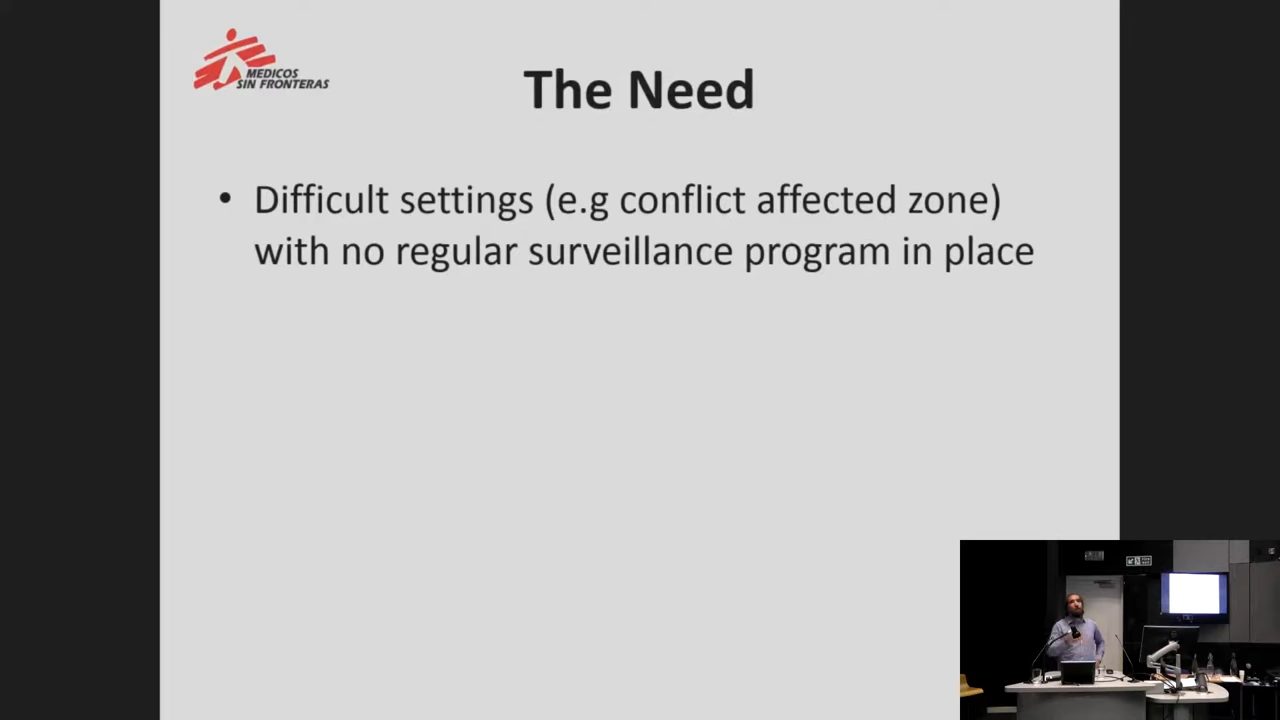 MEDICOS
SIN FRONTERAS
The Need
• Difficult settings (e.g conflict affected zone)
with no regular surveillance program in place